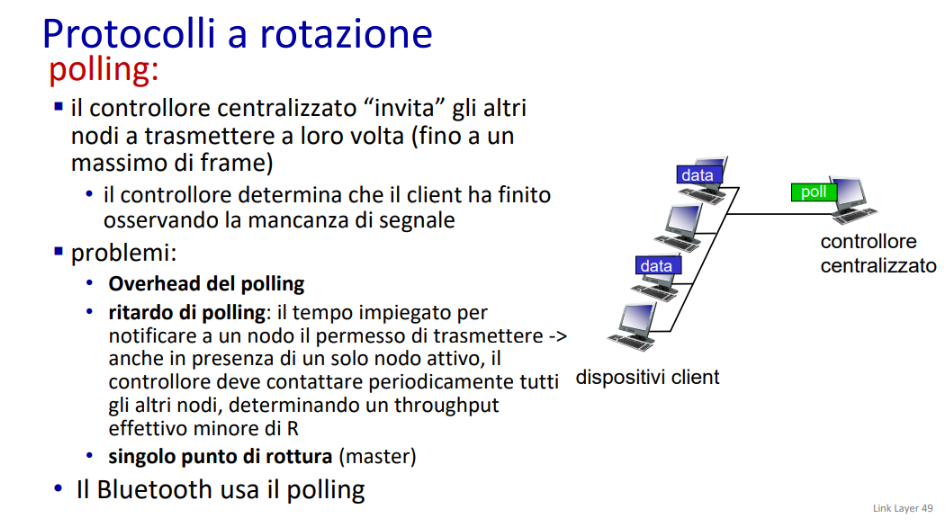 Protocolli a rotazione
polling:
▪ il controllore centralizzato “invita” gli altri
nodi a trasmettere a loro volta (fino a un
massimo di frame)
• il controllore determina che il client ha finito
osservando la mancanza di segnale
▪ problemi:
• Overhead del polling
• ritardo di polling: il tempo impiegato per
notificare a un nodo il permesso di trasmettere ->
anche in presenza di un solo nodo attivo, il
controllore deve contattare periodicamente tutti
gli altri nodi, determinando un throughput
effettivo minore di R
• singolo punto di rottura (master)
• Il Bluetooth usa il polling
data
poll
data
controllore
centralizzato
dispositivi client
Link Layer 49